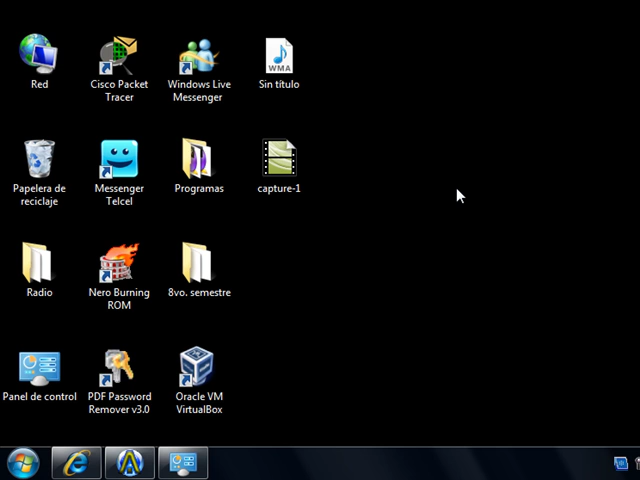 Red
Cisco Packet
Tracer
Windows Live
Messenger
WMA
Sin título
Papelera de
reciclaje
Messenger
Telcel
Programas
capture-1
Radio
Nero Burning
ROM
8vo. semestre
Panel de control
PDF Password
Remover v3.0
Oracle VM
VirtualBox